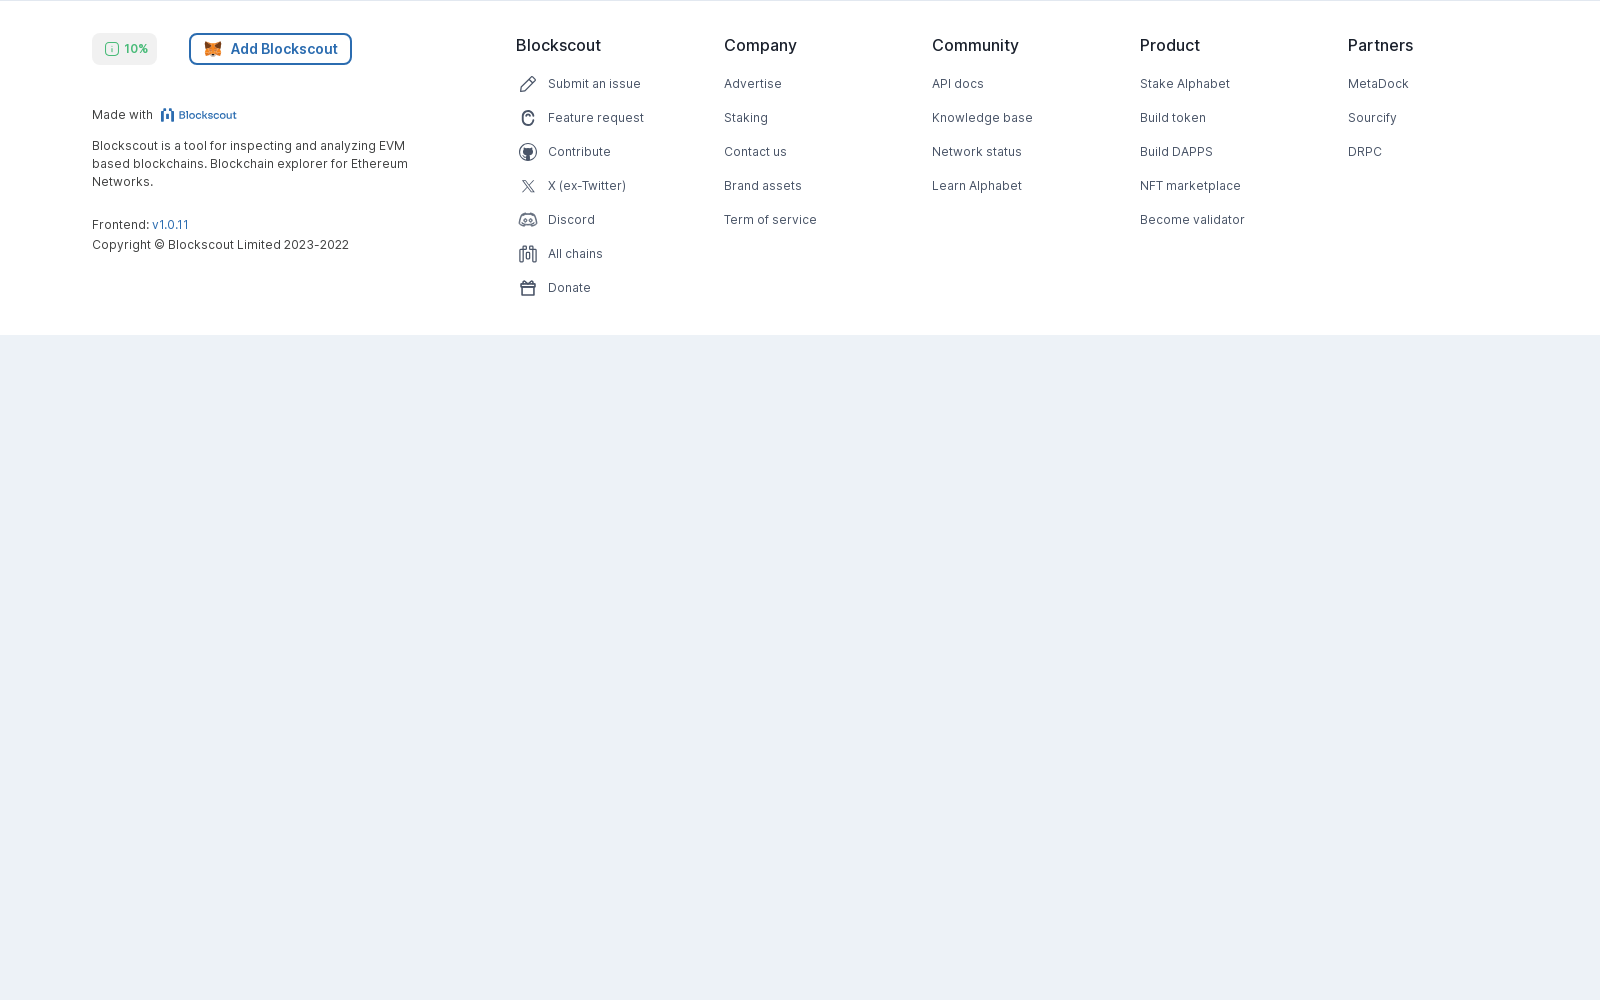 10%
Add Blockscout
Made with Blockscout
Blockscout is a tool for inspecting and analyzing EVM
based blockchains. Blockchain explorer for Ethereum
Networks.
Frontend: v1.0.11
Copyright © Blockscout Limited 2023-2022
Blockscout
Submit an issue
Feature request
Contribute
X (ex-Twitter)
Discord
All chains
Donate
Company
Advertise
Staking
Contact us
Brand assets
Term of service
Community
API docs
Knowledge base
Network status
Learn Alphabet
Product
Stake Alphabet
Build token
Build DAPPS
NFT marketplace
Become validator
Partners
MetaDock
Sourcify
DRPC